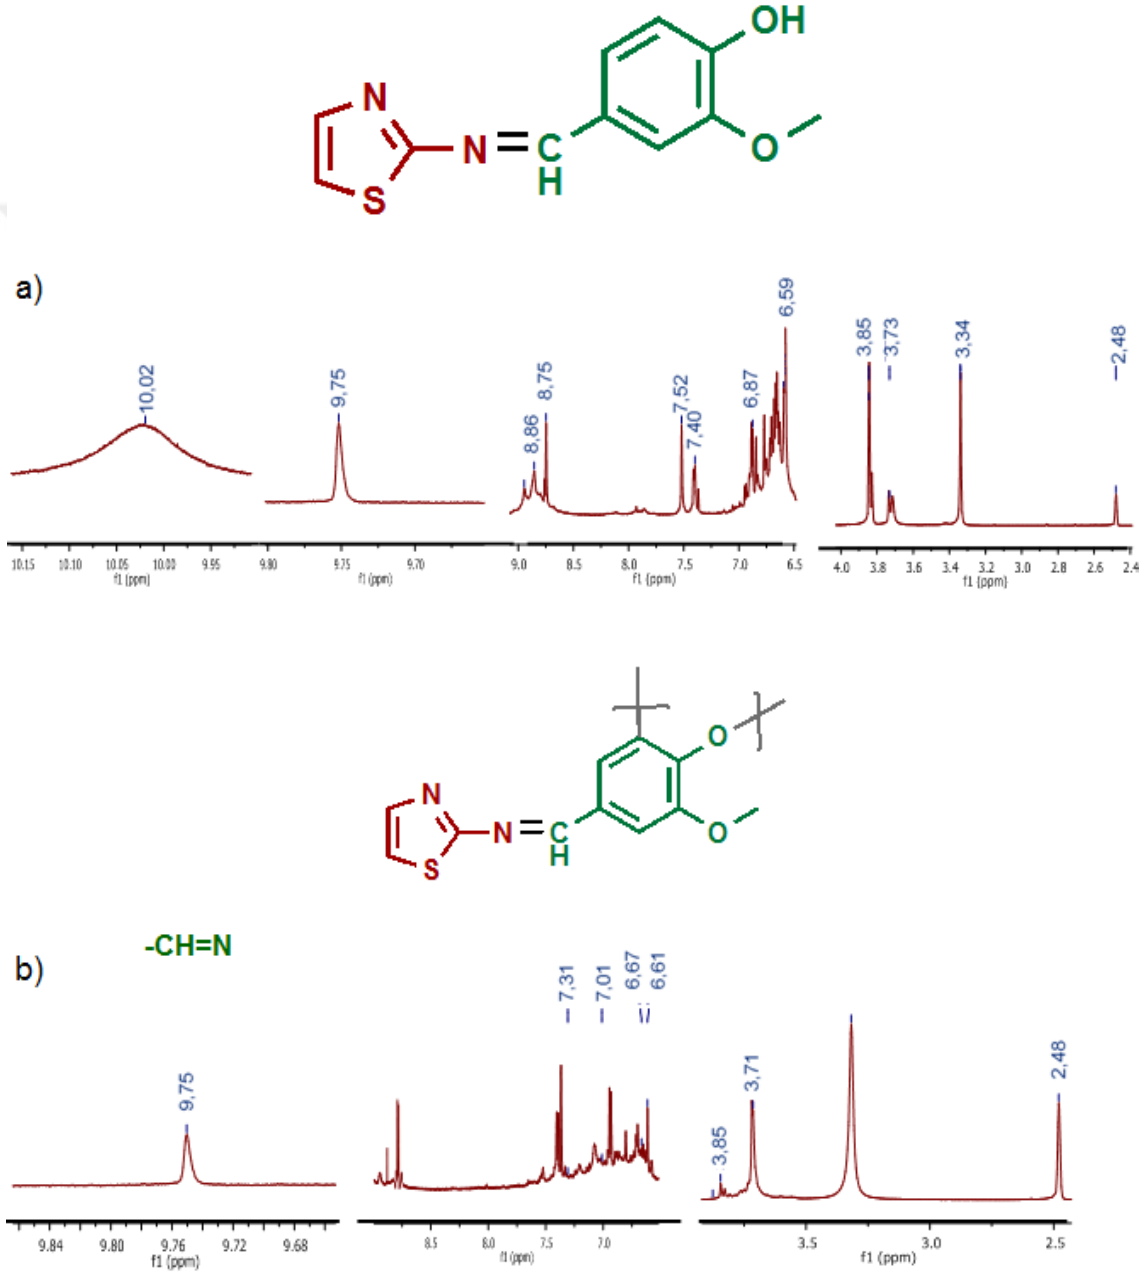 OH
N
N
C
H
O
S
a)
10,02
9,75
8,86
8,75
7,52
7,40
6,87
6,59
3,85
3,73
3,34
2,48
10.15 10.10 10.05 10.00 9.95
f1 (ppm)
9.80 9.75 9.70
f1 (ppm)
9.0 8.5 8.0 7.5 7.0 6.5
f1 (ppm)
4.0 3.8 3.6 3.4 3.2 3.0 2.8 2.6 2.4
f1 (ppm)
O
N
N
C
H
O
S
-CH=N
b)
9,75
7,31
7,01
6,67
6,61
3,85
3,71
2,48
9.84 9.80 9.76 9.72 9.68
f1 (ppm)
8.5 8.0 7.5 7.0
f1 (ppm)
3.5 3.0 2.5
f1 (ppm)